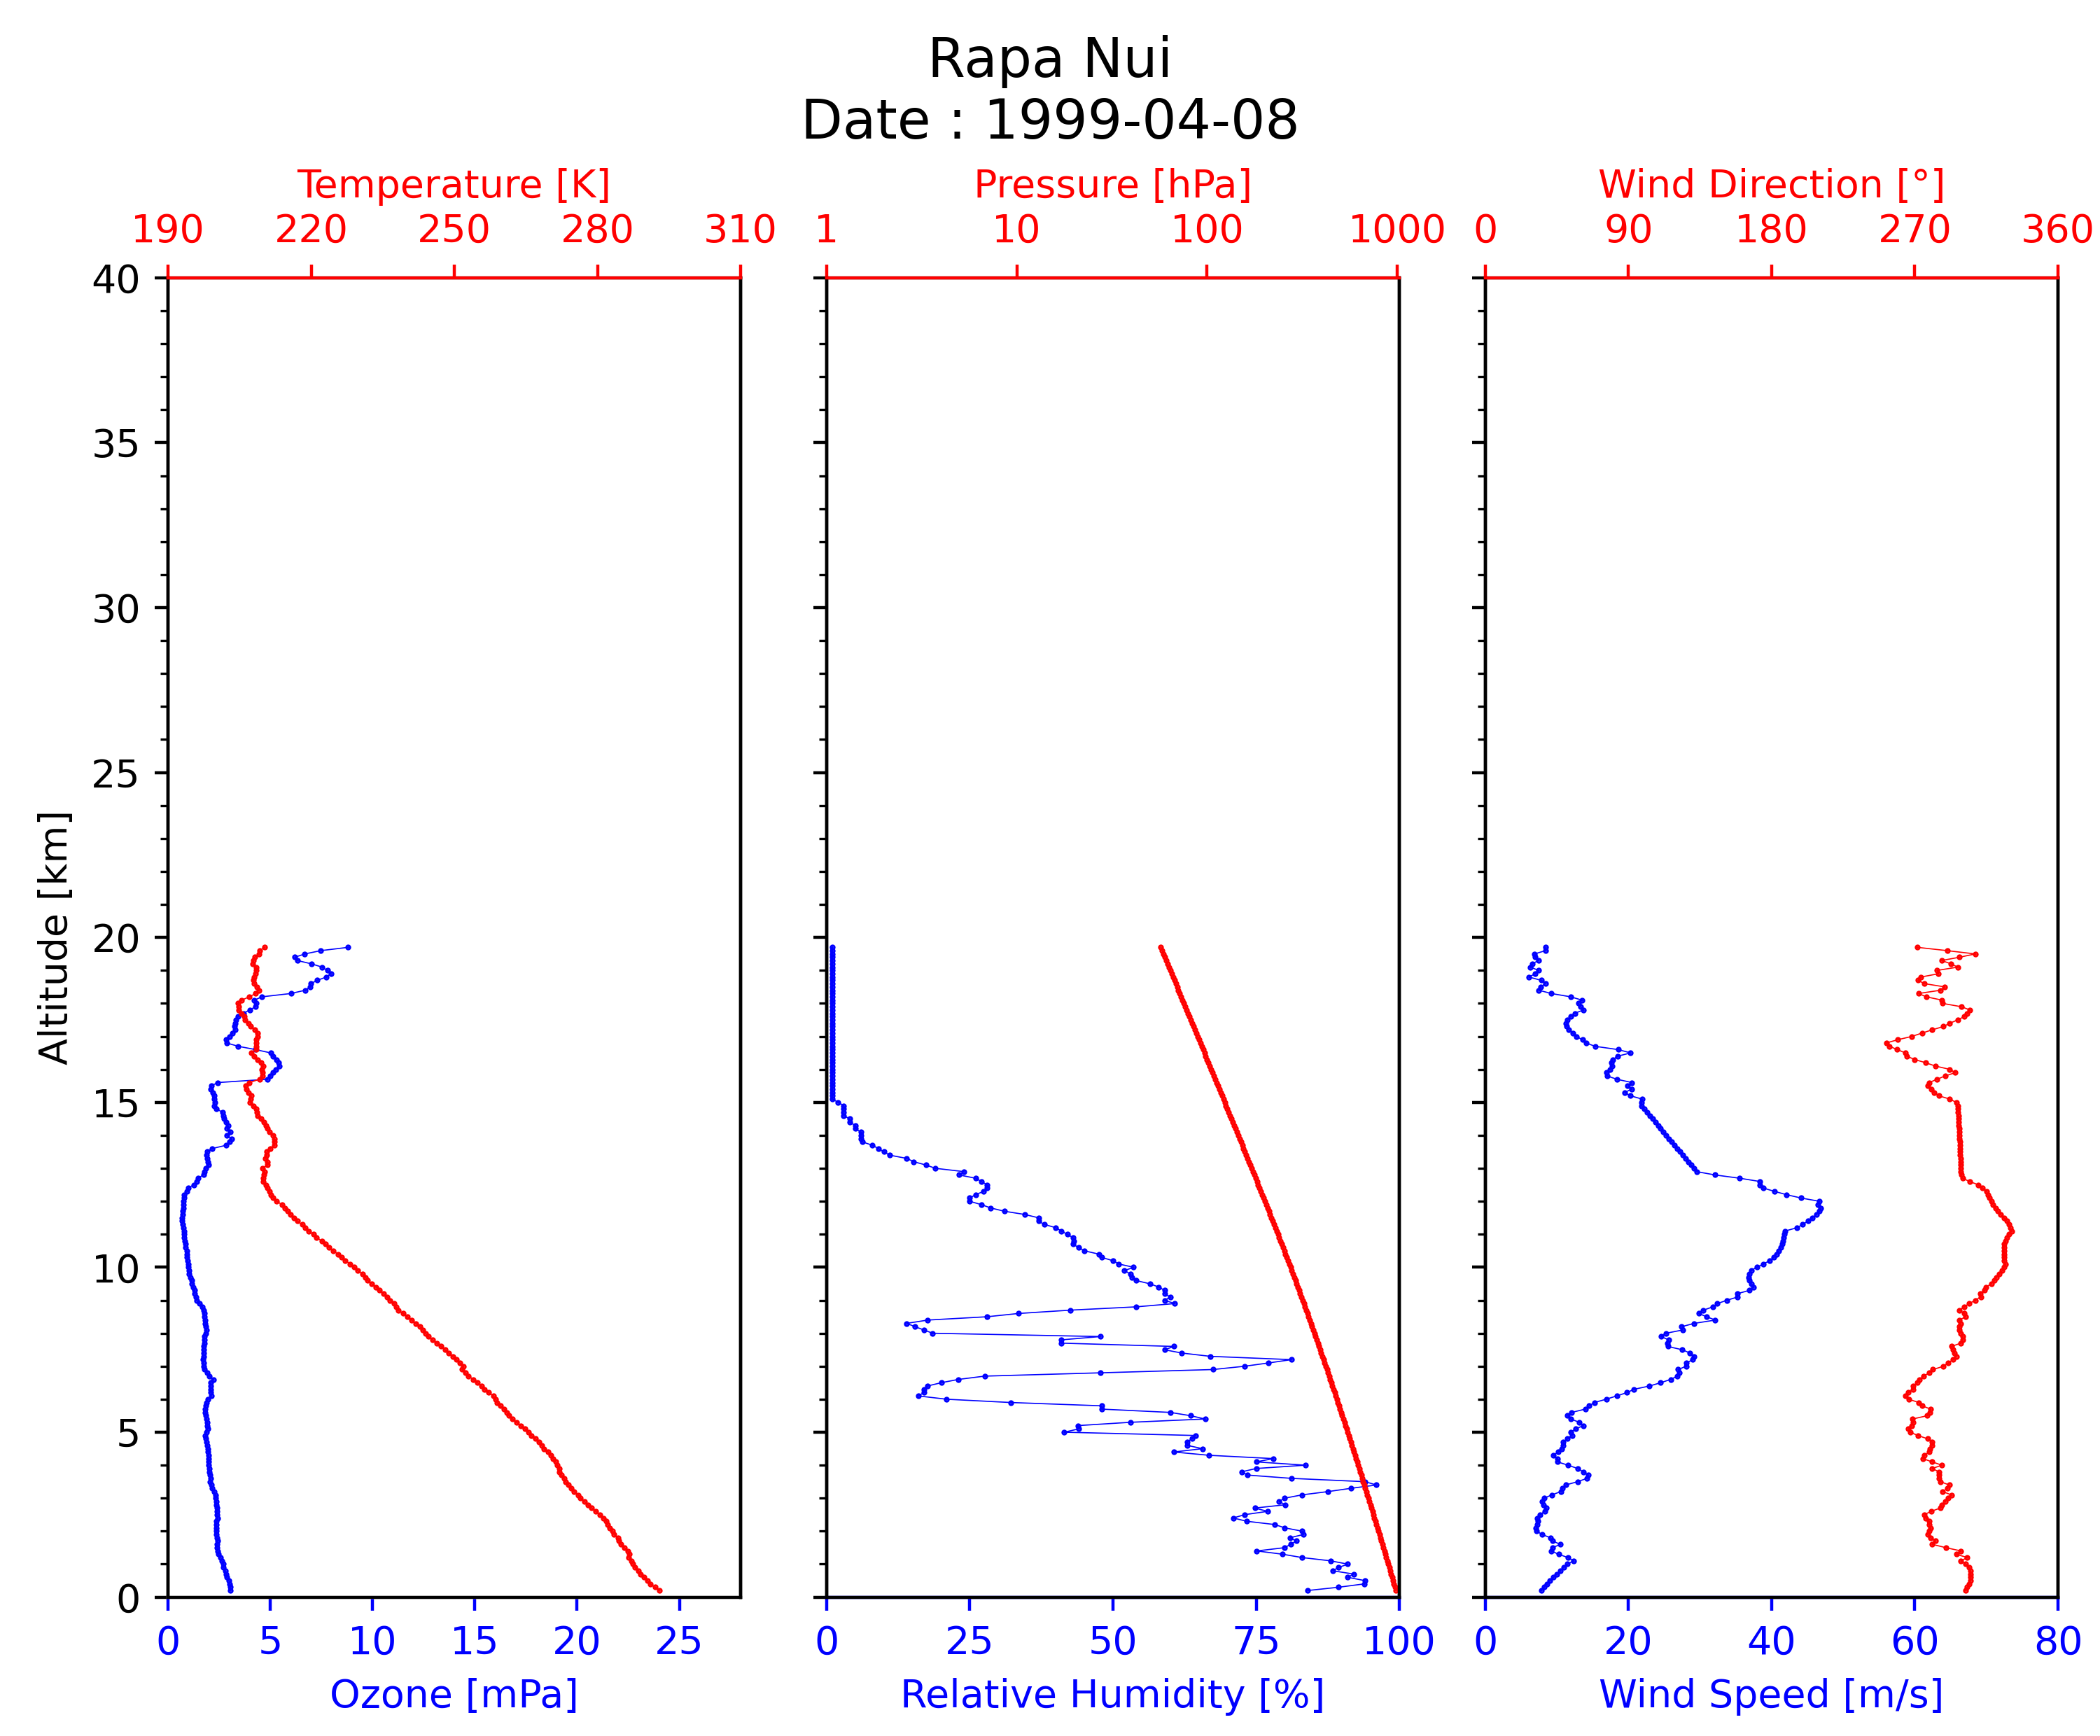 Rapa Nui
Date : 1999-04-08
Temperature [K]
190 220 250 280 310
Pressure [hPa]
1 10 100 1000
Wind Direction [°]
0 90 180 270 360
Altitude [km]
40
35
30
25
20
15
10
5
0
0 5 10 15 20 25
Ozone [mPa]
0 25 50 75 100
Relative Humidity [%]
0 20 40 60 80
Wind Speed [m/s]